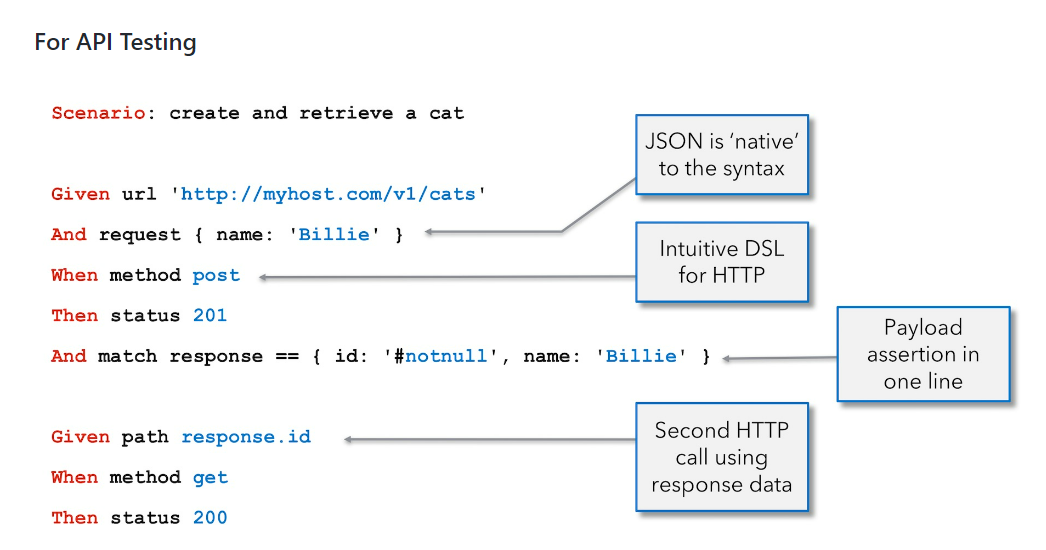 For API Testing
Scenario: create and retrieve a cat
Given url 'http://myhost.com/v1/cats'
And request { name: 'Billie' }
When method post
Then status 201
And match response == { id: '#notnull', name: 'Billie' }
Given path response.id
When method get
Then status 200
JSON is ‘native’
to the syntax
Intuitive DSL
for HTTP
Payload
assertion in
one line
Second HTTP
call using
response data